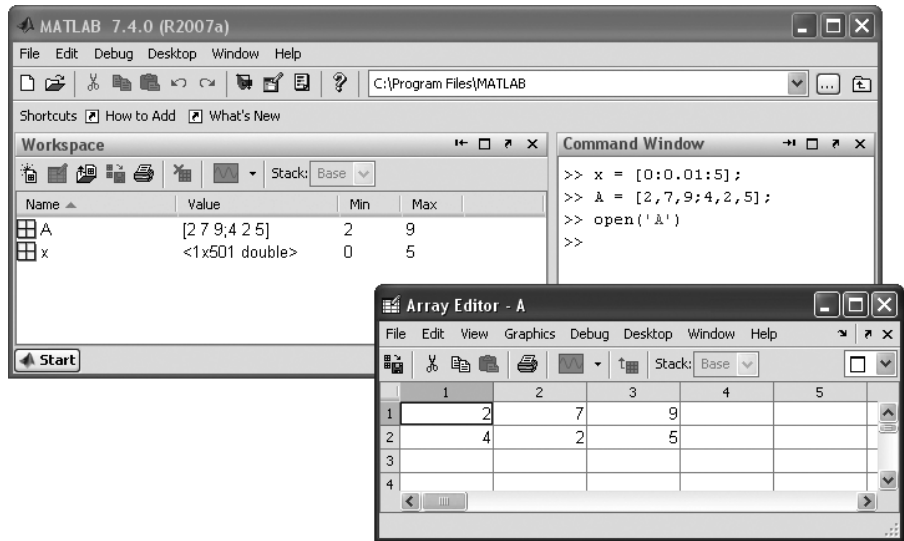 MATLAB 7.4.0 (R2007a)
File Edit Debug Desktop Window Help
C:\Program Files\MATLAB
Shortcuts How to Add What's New
Workspace
Stack: Base
Name Value Min Max
A [2 7 9;4 2 5] 2 9
x <1x501 double> 0 5
Start
Command Window
>> x = [0:0.01:5];
>> A = [2,7,9;4,2,5];
>> open('A')
>>
Array Editor - A
File Edit View Graphics Debug Desktop Window Help
Stack: Base
1 2 3 4 5
1 2 7 9
2 4 2 5
3
4